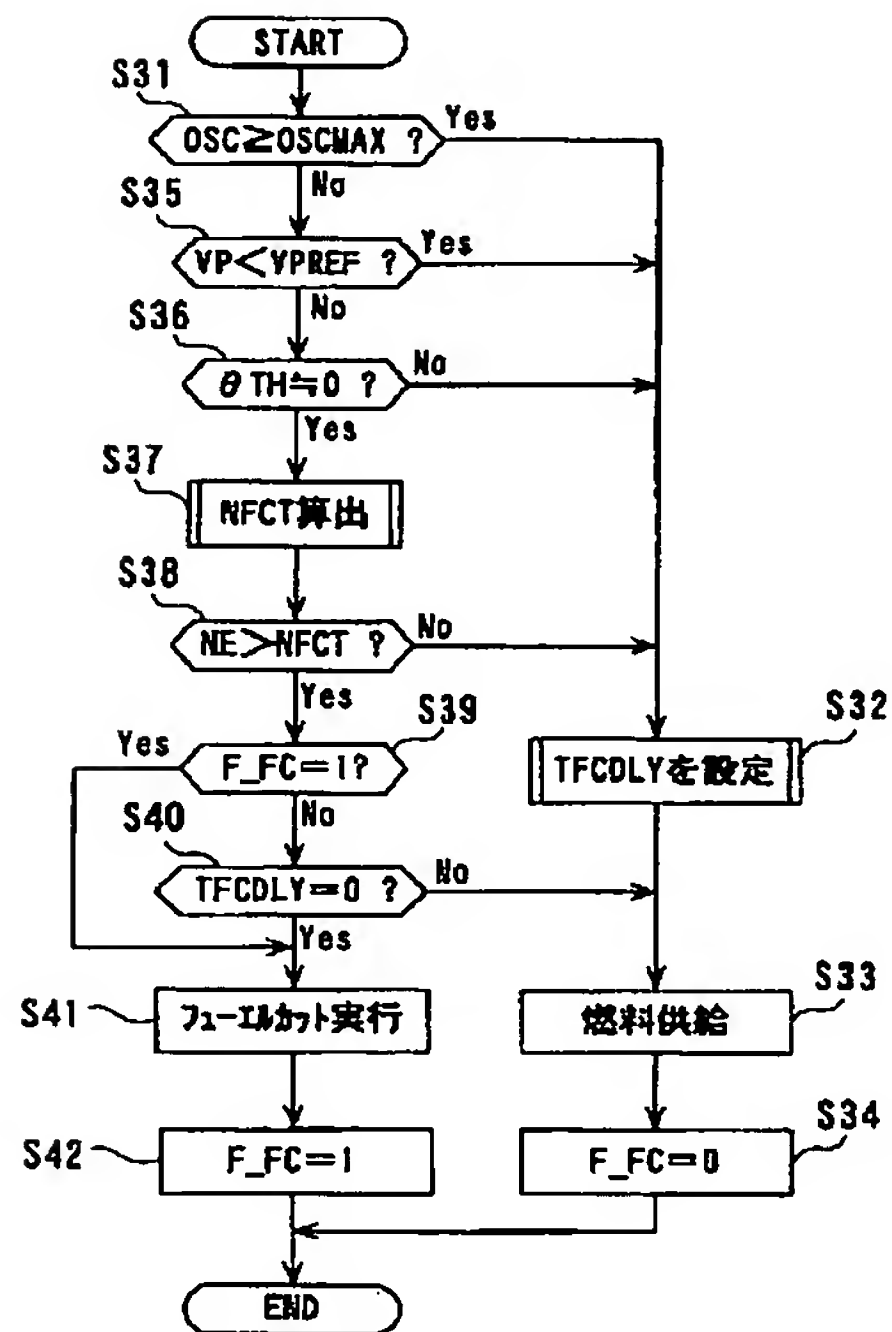 START
S31
OSC≧OSCMAX ?
Yes
No
S35
VP<VPREF ?
Yes
No
S36
θTH≒0 ?
No
Yes
S37
NFCT算出
S38
NE>NFCT ?
No
Yes
S39
F_FC=1?
Yes
No
S32
TFCDLYを設定
S40
TFCDLY=0 ?
No
Yes
S41
フューエルカット実行
S33
燃料供給
S42
F_FC=1
S34
F_FC=0
END